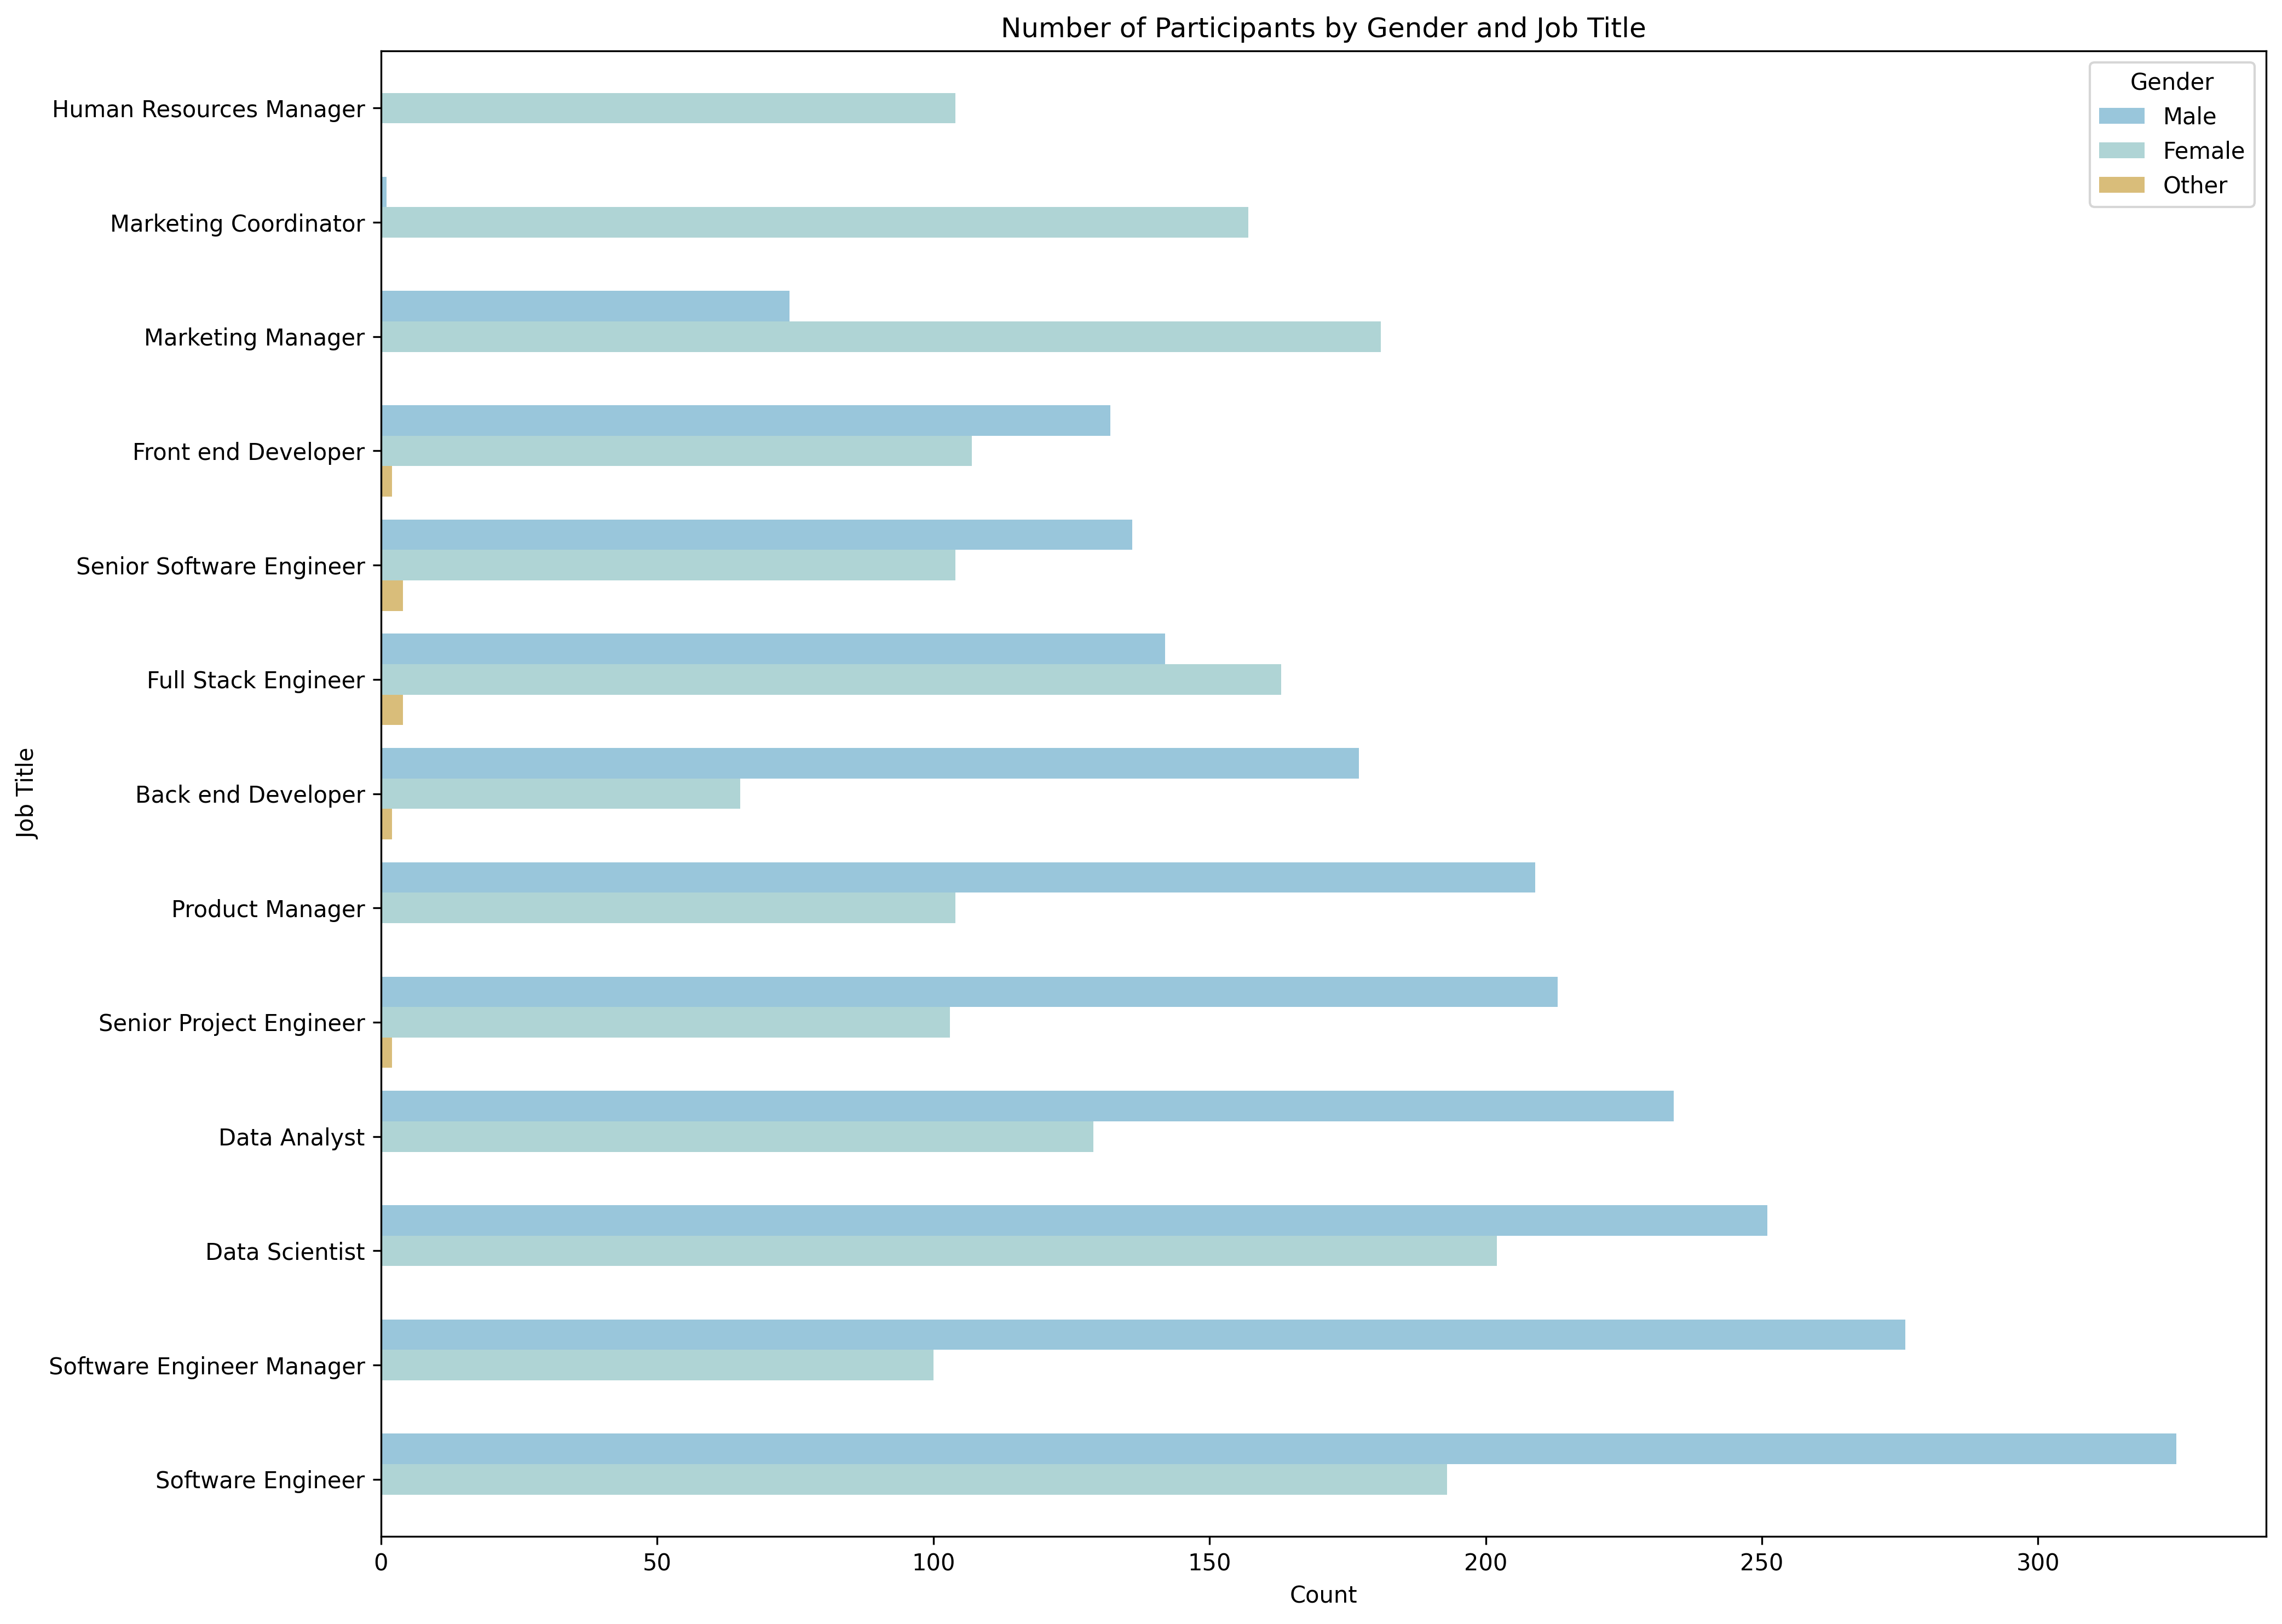 Number of Participants by Gender and Job Title
Gender
Male
Female
Other
Human Resources Manager
Marketing Coordinator
Marketing Manager
Front end Developer
Senior Software Engineer
Full Stack Engineer
Back end Developer
Product Manager
Senior Project Engineer
Data Analyst
Data Scientist
Software Engineer Manager
Software Engineer
Job Title
0 50 100 150 200 250 300
Count